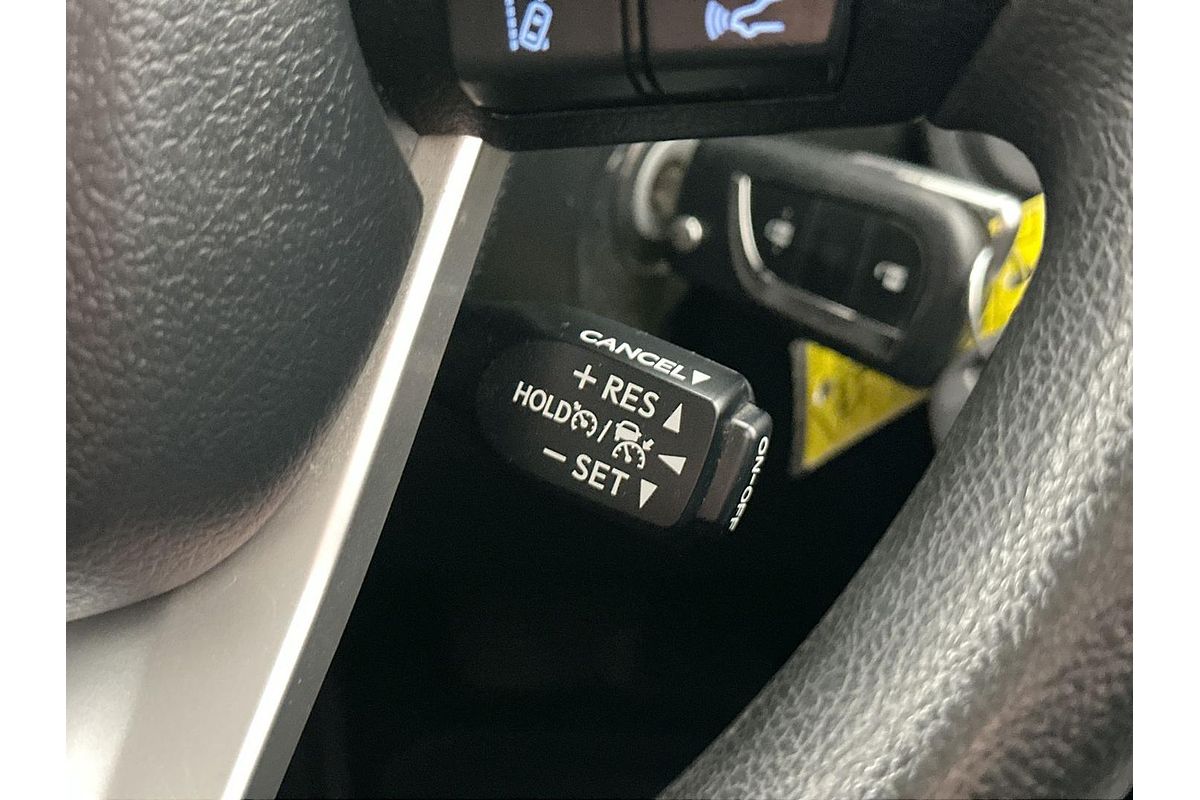 CANCEL▼
+ RES ▲
HOLD / ◀
− SET ▼
ON-OFF